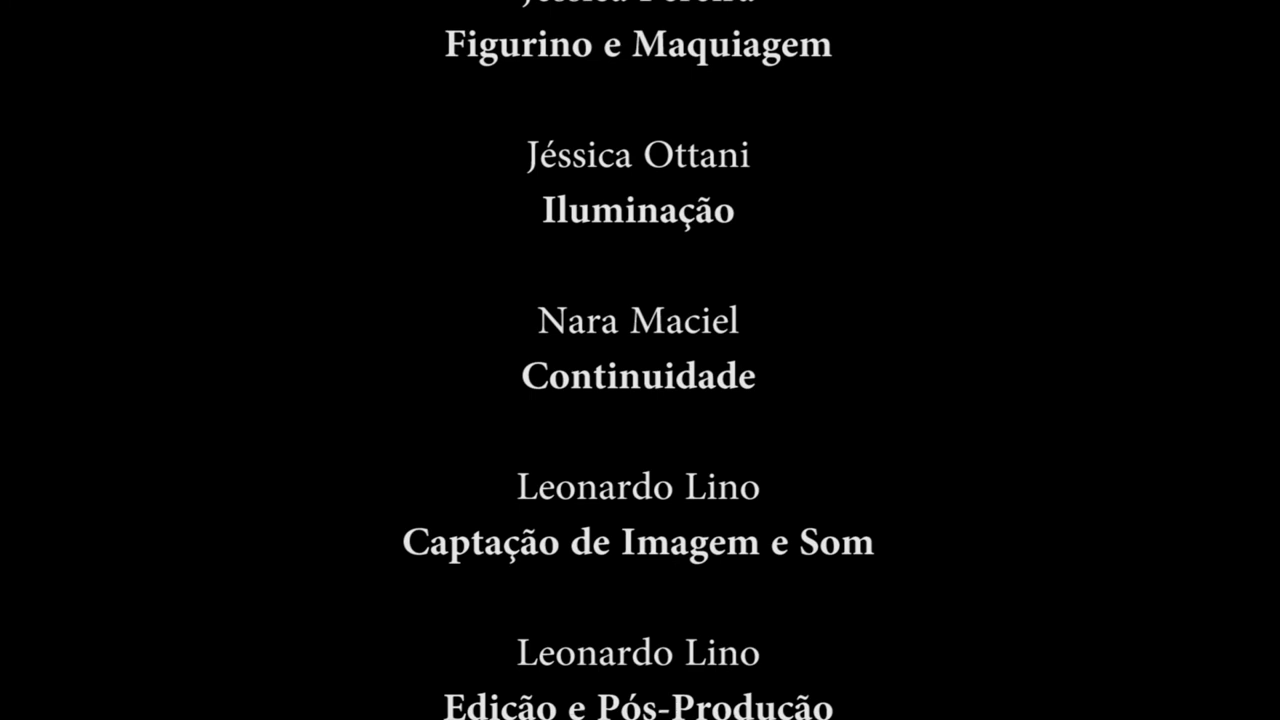 Figurino e Maquiagem
Jéssica Ottani
Iluminação
Nara Maciel
Continuidade
Leonardo Lino
Captação de Imagem e Som
Leonardo Lino
Edição e Pós-Produção